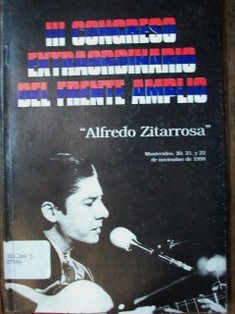 III CONGRESO
EXTRAORDINARIO
DEL FRENTE AMPLIO
"Alfredo Zitarrosa"
Montevideo, 20, 21, y 22
de noviembre de 1998